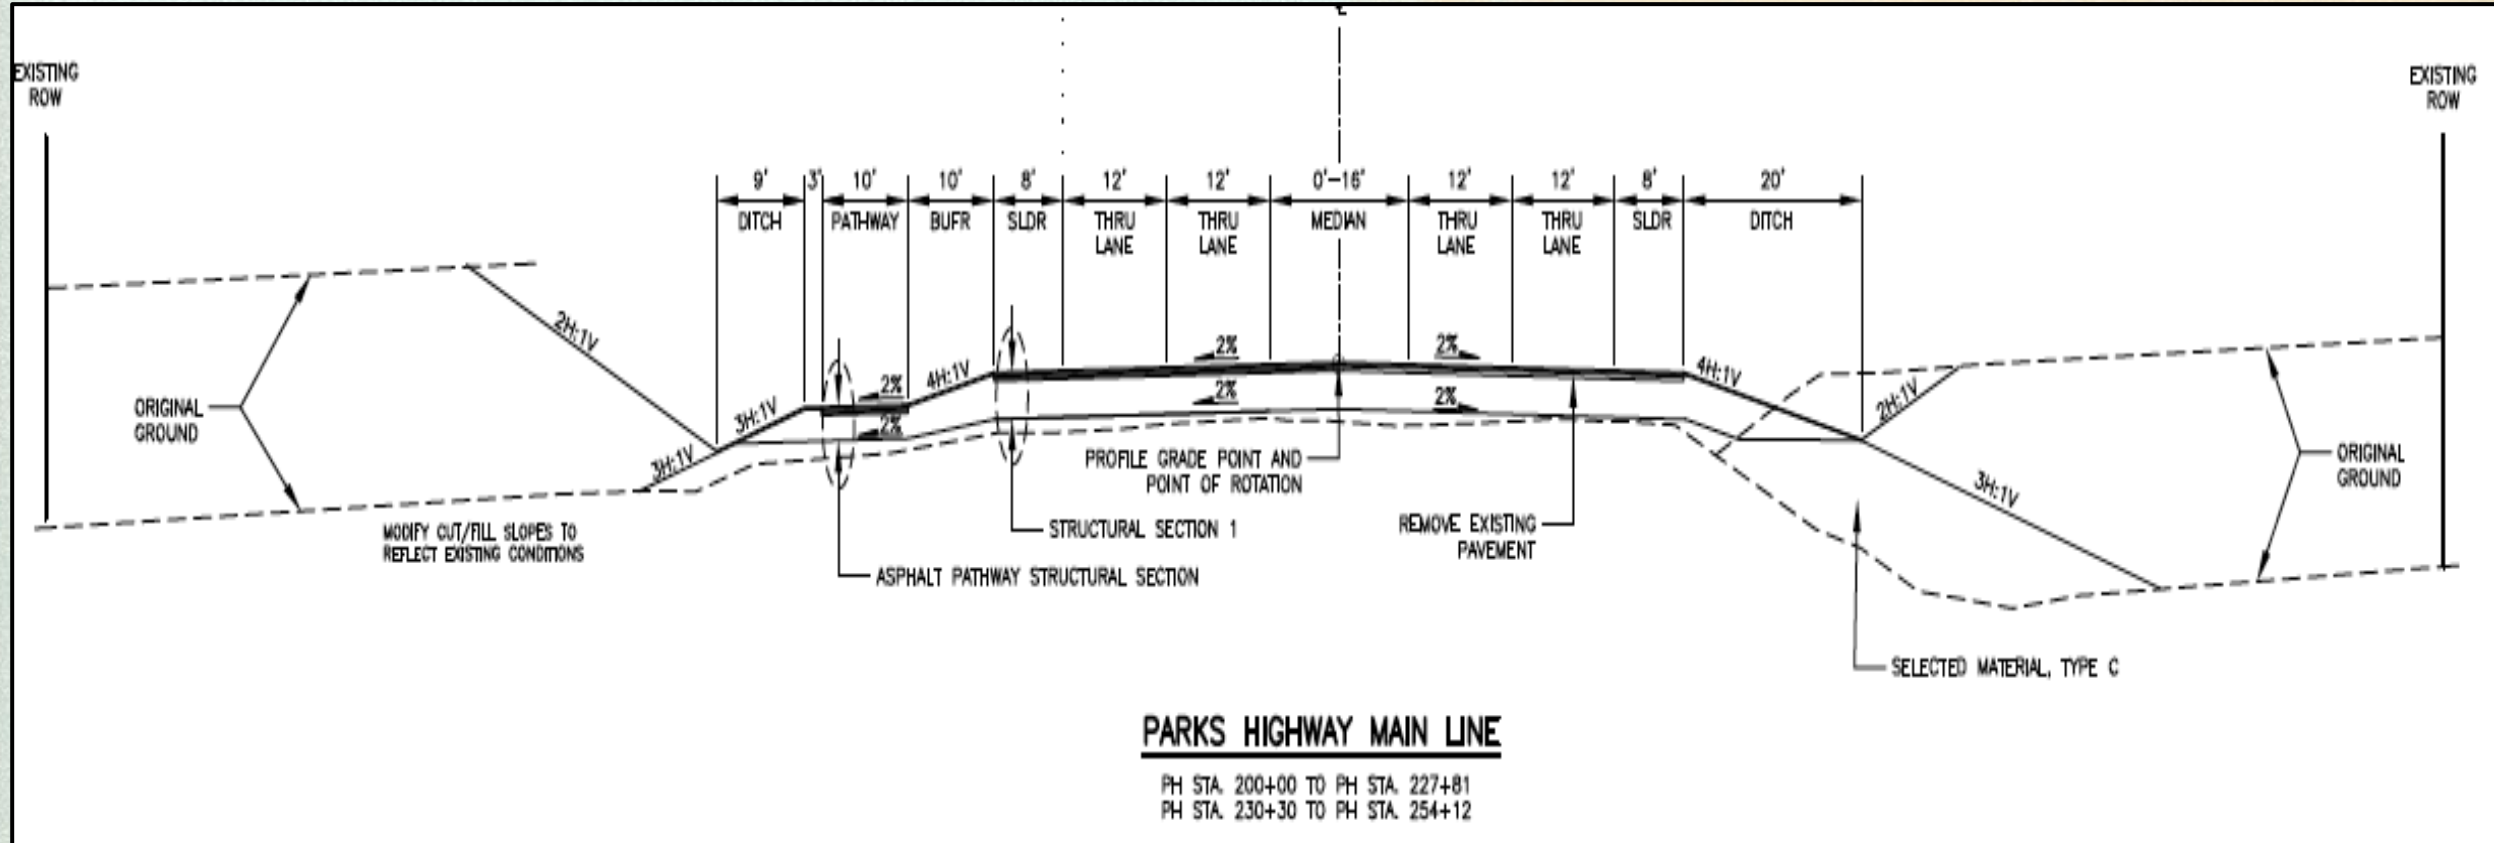 EXISTING
ROW
EXISTING
ROW
9' 3' 10' 10' 8' 12' 12' 0'-16' 12' 12' 8' 20'
DITCH PATHWAY BUFR SLDR THRU LANE THRU LANE MEDIAN THRU LANE THRU LANE SLDR DITCH
2H:1V
3H:1V
3H:1V
2%
2%
4H:1V
2%
2%
2%
2%
4H:1V
2H:1V
3H:1V
ORIGINAL
GROUND
ORIGINAL
GROUND
MODIFY CUT/FILL SLOPES TO
REFLECT EXISTING CONDITIONS
PROFILE GRADE POINT AND
POINT OF ROTATION
STRUCTURAL SECTION 1
ASPHALT PATHWAY STRUCTURAL SECTION
REMOVE EXISTING
PAVEMENT
SELECTED MATERIAL, TYPE C
PARKS HIGHWAY MAIN LINE
PH STA. 200+00 TO PH STA. 227+81
PH STA. 230+30 TO PH STA. 254+12